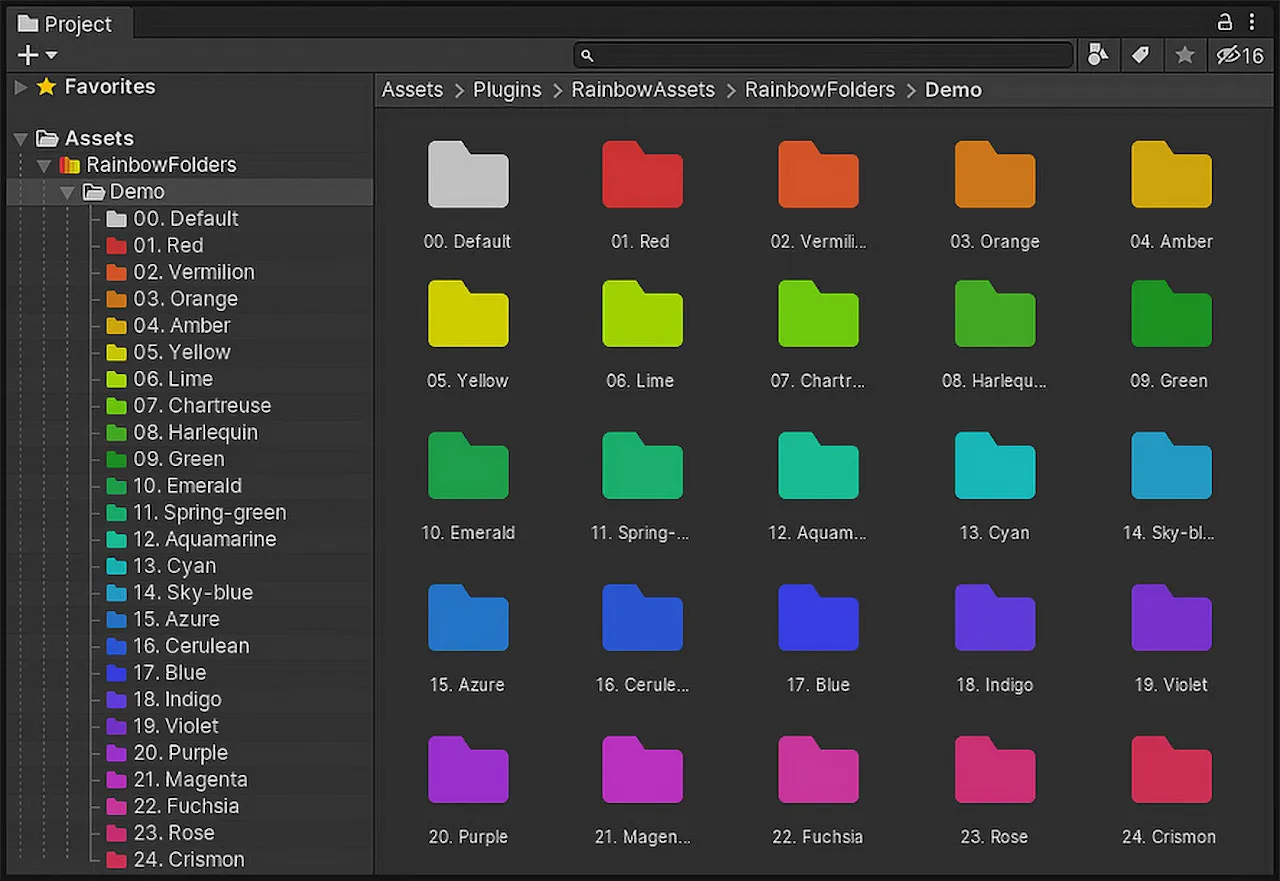 Project
16
Favorites
Assets
RainbowFolders
Demo
00. Default
01. Red
02. Vermilion
03. Orange
04. Amber
05. Yellow
06. Lime
07. Chartreuse
08. Harlequin
09. Green
10. Emerald
11. Spring-green
12. Aquamarine
13. Cyan
14. Sky-blue
15. Azure
16. Cerulean
17. Blue
18. Indigo
19. Violet
20. Purple
21. Magenta
22. Fuchsia
23. Rose
24. Crismon
Assets > Plugins > RainbowAssets > RainbowFolders > Demo
00. Default 01. Red 02. Vermili... 03. Orange 04. Amber
05. Yellow 06. Lime 07. Chartr... 08. Harlequ... 09. Green
10. Emerald 11. Spring-... 12. Aquam... 13. Cyan 14. Sky-bl...
15. Azure 16. Cerule... 17. Blue 18. Indigo 19. Violet
20. Purple 21. Magen... 22. Fuchsia 23. Rose 24. Crismon